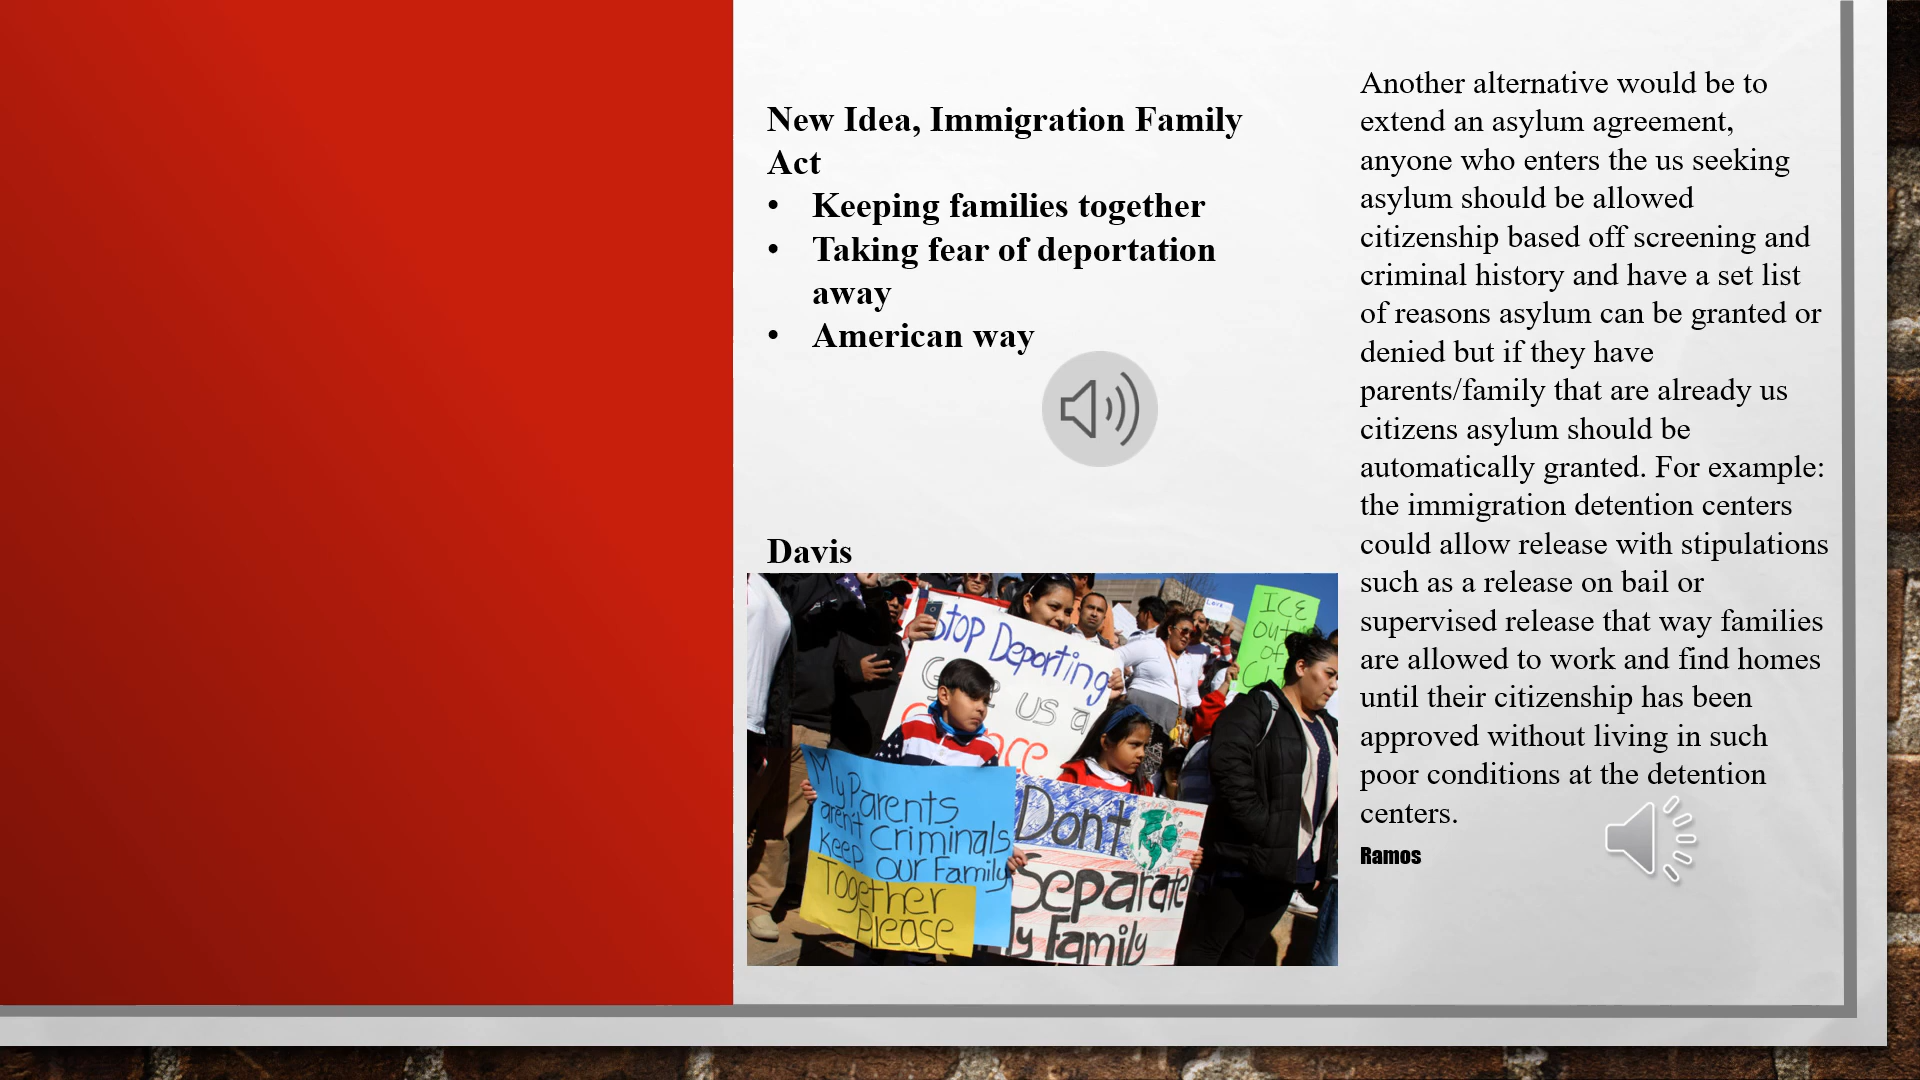 New Idea, Immigration Family
Act
• Keeping families together
• Taking fear of deportation
away
• American way
Davis
Stop Deporting
us a
ICE
out
of
My Parents
aren't Criminals
Keep our Family
Together
Please
Dont
Separate
y Family
Another alternative would be to
extend an asylum agreement,
anyone who enters the us seeking
asylum should be allowed
citizenship based off screening and
criminal history and have a set list
of reasons asylum can be granted or
denied but if they have
parents/family that are already us
citizens asylum should be
automatically granted. For example:
the immigration detention centers
could allow release with stipulations
such as a release on bail or
supervised release that way families
are allowed to work and find homes
until their citizenship has been
approved without living in such
poor conditions at the detention
centers.
Ramos